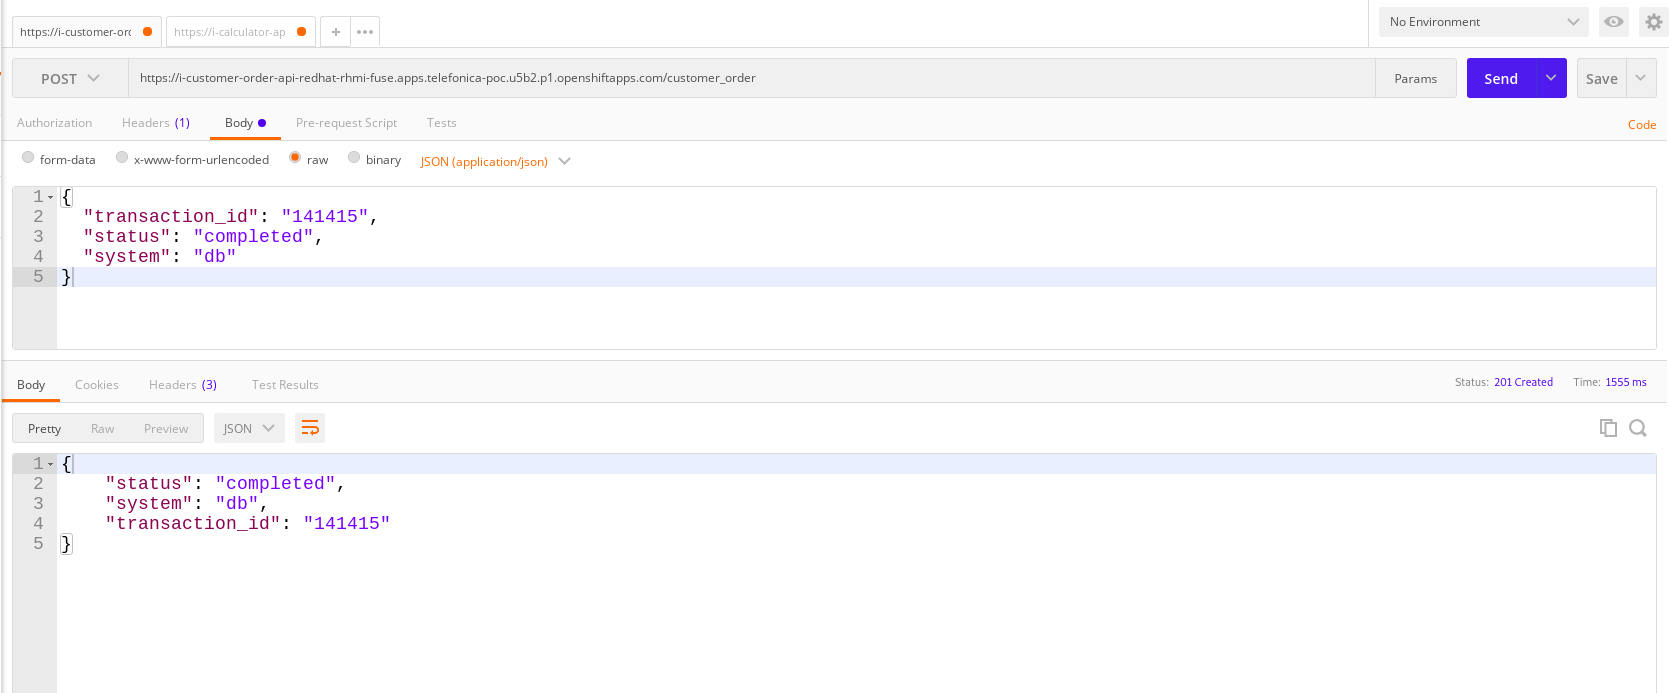 https://i-customer-ord
https://i-calculator-ap
+
•••
No Environment
POST
https://i-customer-order-api-redhat-rhmi-fuse.apps.telefonica-poc.u5b2.p1.openshiftapps.com/customer_order
Params
Send
Save
Authorization
Headers (1)
Body
Pre-request Script
Tests
Code
form-data
x-www-form-urlencoded
raw
binary
JSON (application/json)
1 {
2 "transaction_id": "141415",
3 "status": "completed",
4 "system": "db"
5 }
Body
Cookies
Headers (3)
Test Results
Status: 201 Created
Time: 1555 ms
Pretty
Raw
Preview
JSON
1 {
2 "status": "completed",
3 "system": "db",
4 "transaction_id": "141415"
5 }